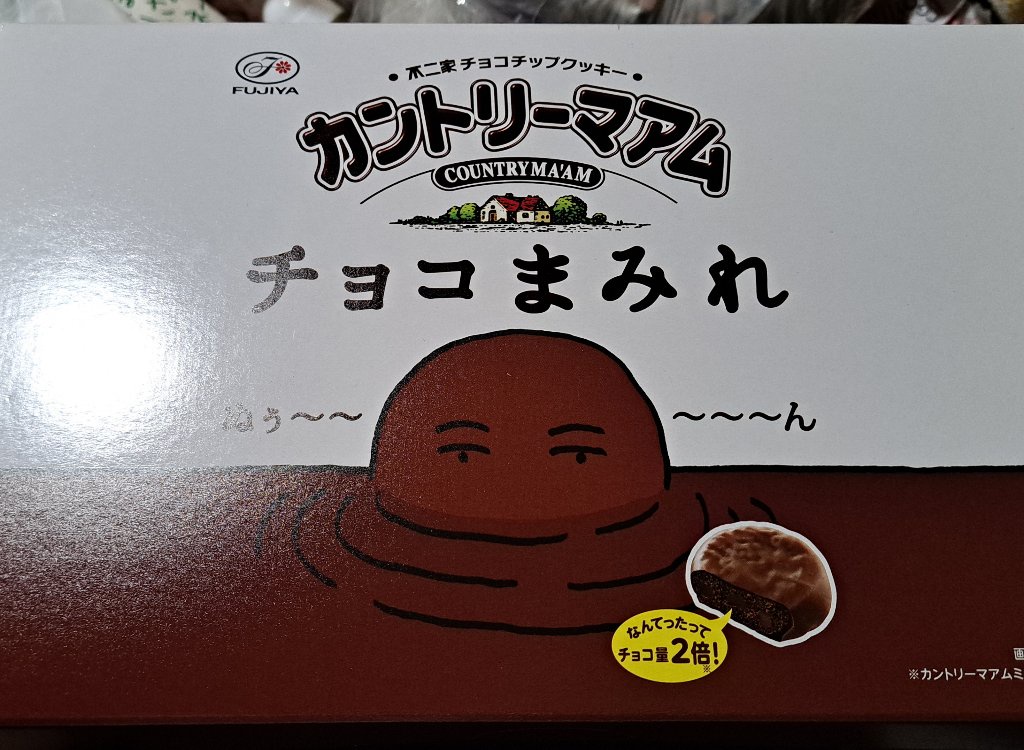 FUJIYA
不二家 チョコチップクッキー
カントリーマアム
COUNTRY MA'AM
チョコまみれ
ぬぅ〜〜
〜〜〜ん
なんてったって
チョコ量2倍!
※
※カントリーマアムミ